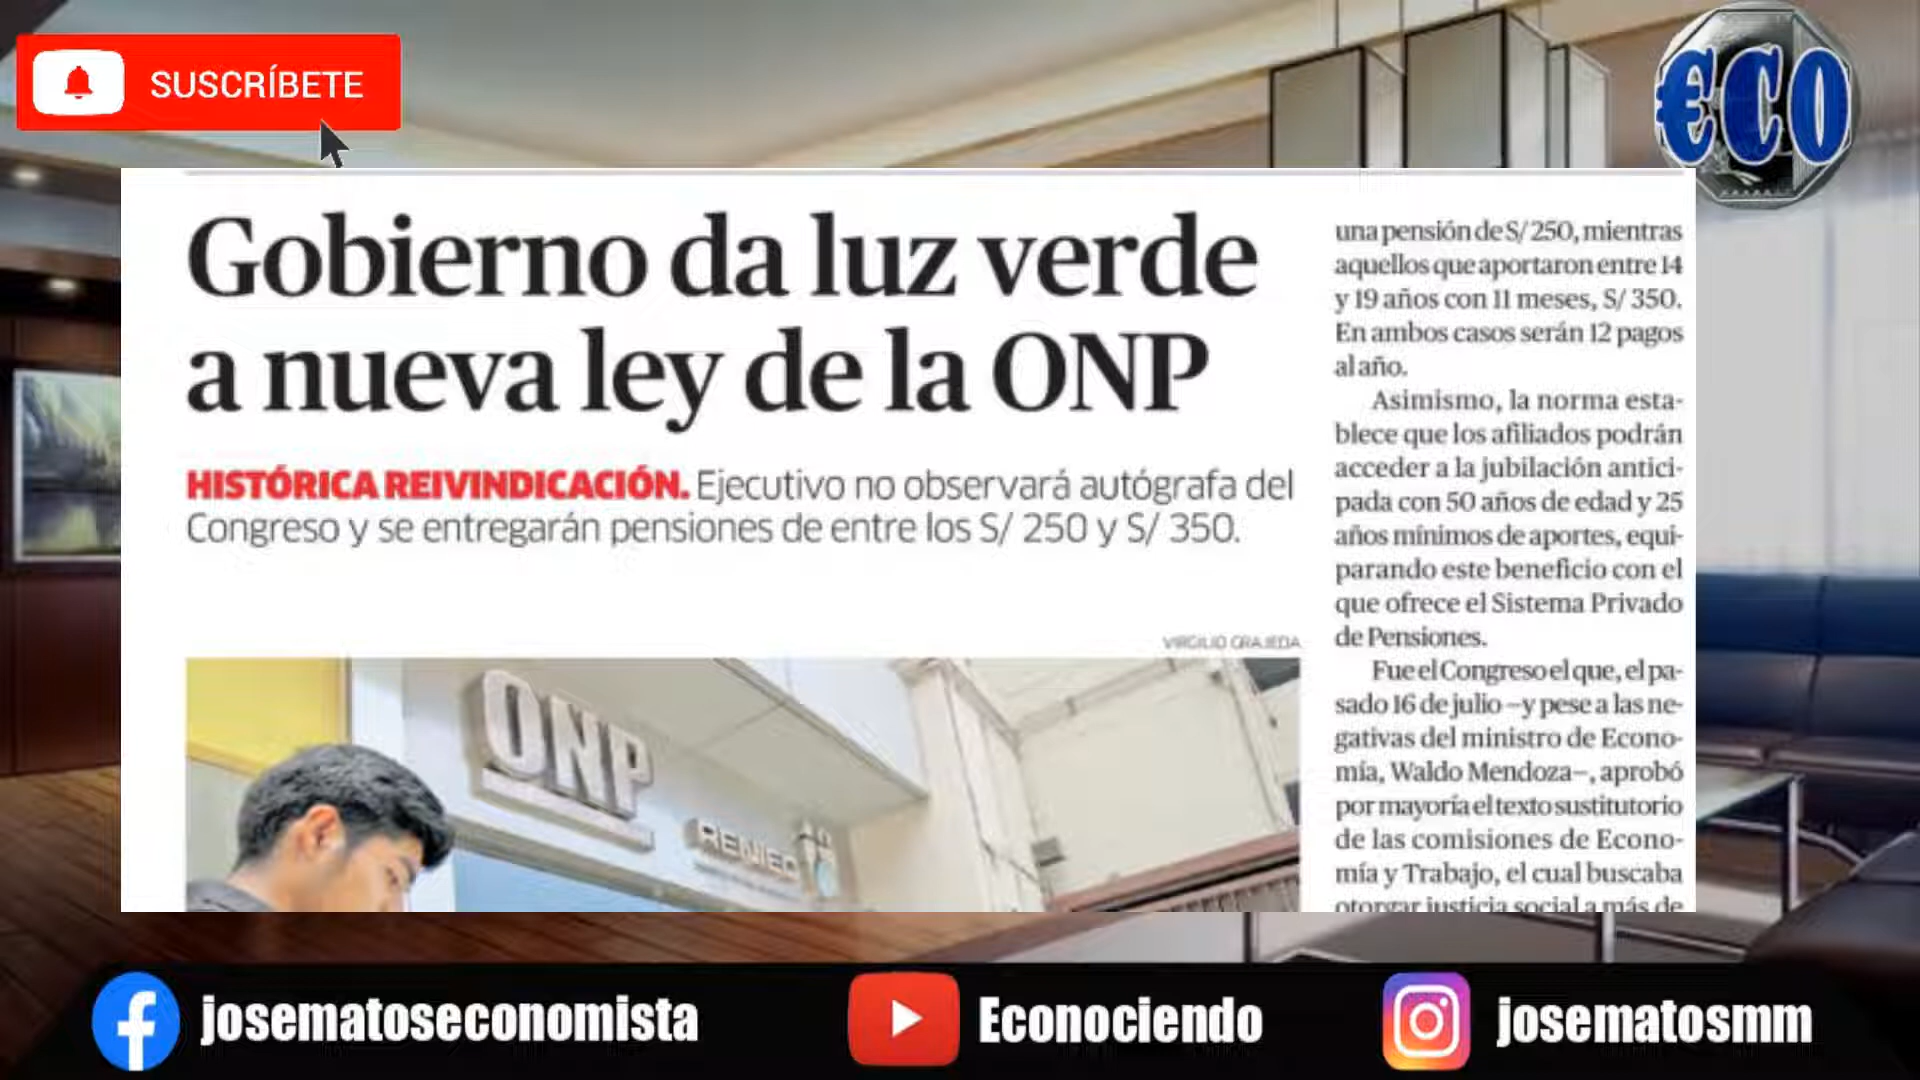 SUSCRÍBETE
€CO
Gobierno da luz verde
a nueva ley de la ONP
HISTÓRICA REIVINDICACIÓN. Ejecutivo no observará autógrafa del
Congreso y se entregarán pensiones de entre los S/ 250 y S/ 350.
VIRGILIO GRAJEDA
ONP
RENIEC
una pensión de S/ 250, mientras
aquellos que aportaron entre 14
y 19 años con 11 meses, S/ 350.
En ambos casos serán 12 pagos
al año.
Asimismo, la norma esta-
blece que los afiliados podrán
acceder a la jubilación antici-
pada con 50 años de edad y 25
años mínimos de aportes, equi-
parando este beneficio con el
que ofrece el Sistema Privado
de Pensiones.
Fue el Congreso el que, el pa-
sado 16 de julio –y pese a las ne-
gativas del ministro de Econo-
mía, Waldo Mendoza–, aprobó
por mayoría el texto sustitutorio
de las comisiones de Econo-
mía y Trabajo, el cual buscaba
otorgar justicia social a más de
josematoseconomista
Econociendo
josematosmm